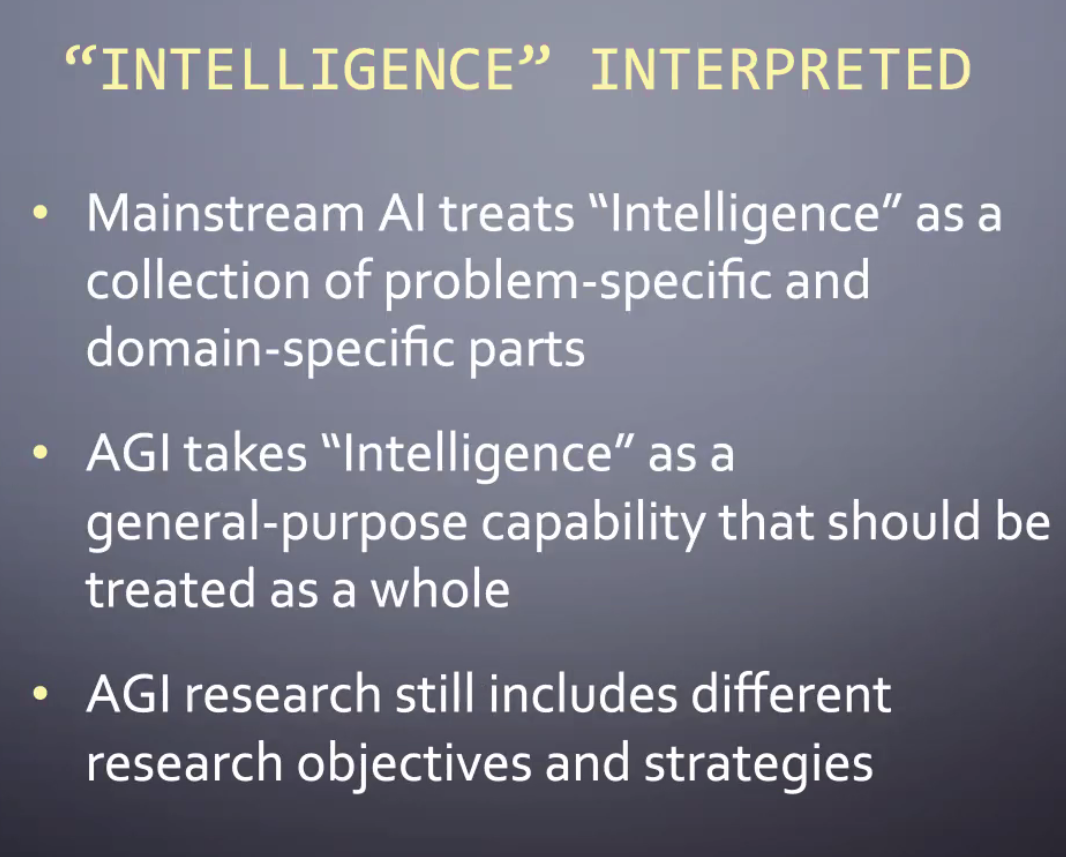 “INTELLIGENCE” INTERPRETED
• Mainstream AI treats “Intelligence” as a
collection of problem-specific and
domain-specific parts
• AGI takes “Intelligence” as a
general-purpose capability that should be
treated as a whole
• AGI research still includes different
research objectives and strategies